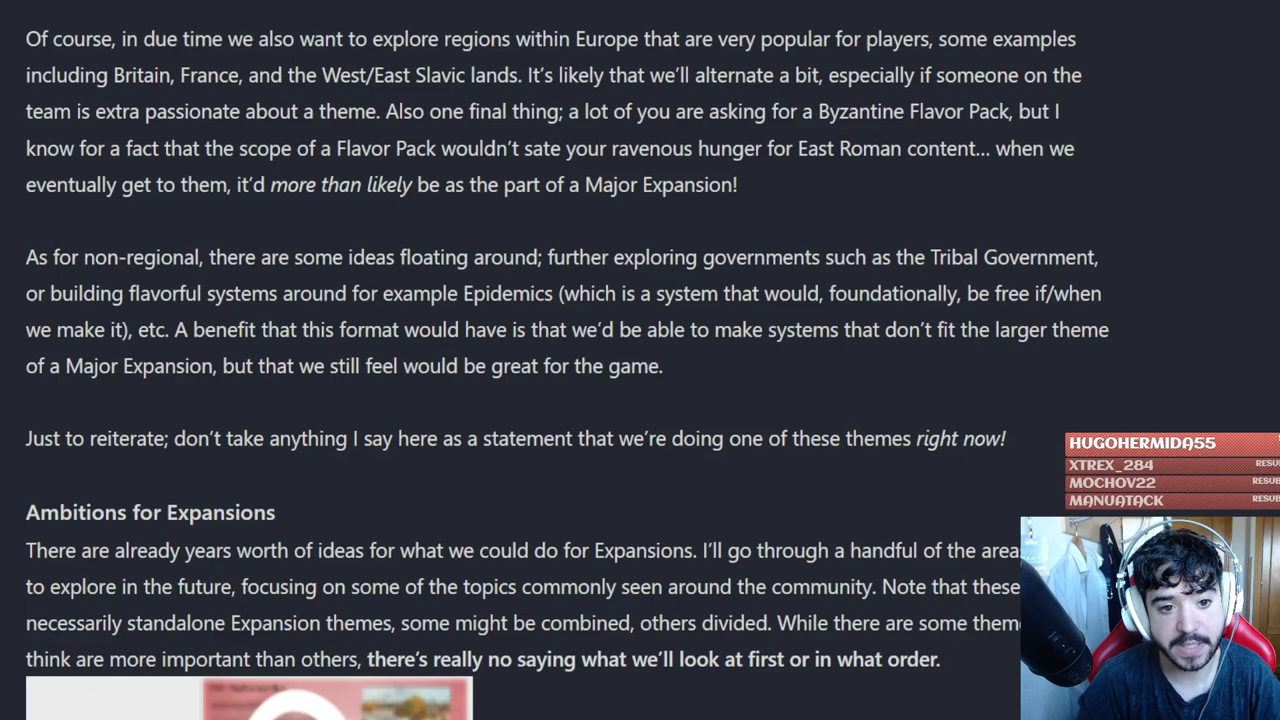 Of course, in due time we also want to explore regions within Europe that are very popular for players, some examples
including Britain, France, and the West/East Slavic lands. It's likely that we'll alternate a bit, especially if someone on the
team is extra passionate about a theme. Also one final thing; a lot of you are asking for a Byzantine Flavor Pack, but I
know for a fact that the scope of a Flavor Pack wouldn't sate your ravenous hunger for East Roman content... when we
eventually get to them, it'd more than likely be as the part of a Major Expansion!
As for non-regional, there are some ideas floating around; further exploring governments such as the Tribal Government,
or building flavorful systems around for example Epidemics (which is a system that would, foundationally, be free if/when
we make it), etc. A benefit that this format would have is that we'd be able to make systems that don't fit the larger theme
of a Major Expansion, but that we still feel would be great for the game.
Just to reiterate; don't take anything I say here as a statement that we're doing one of these themes right now!
Ambitions for Expansions
There are already years worth of ideas for what we could do for Expansions. I'll go through a handful of the area
to explore in the future, focusing on some of the topics commonly seen around the community. Note that these
necessarily standalone Expansion themes, some might be combined, others divided. While there are some them
think are more important than others, there's really no saying what we'll look at first or in what order.
HUGOHERMIDA55
XTREX_284 RESUB
MOCHOV22 RESUB
MANUATACK RESUB